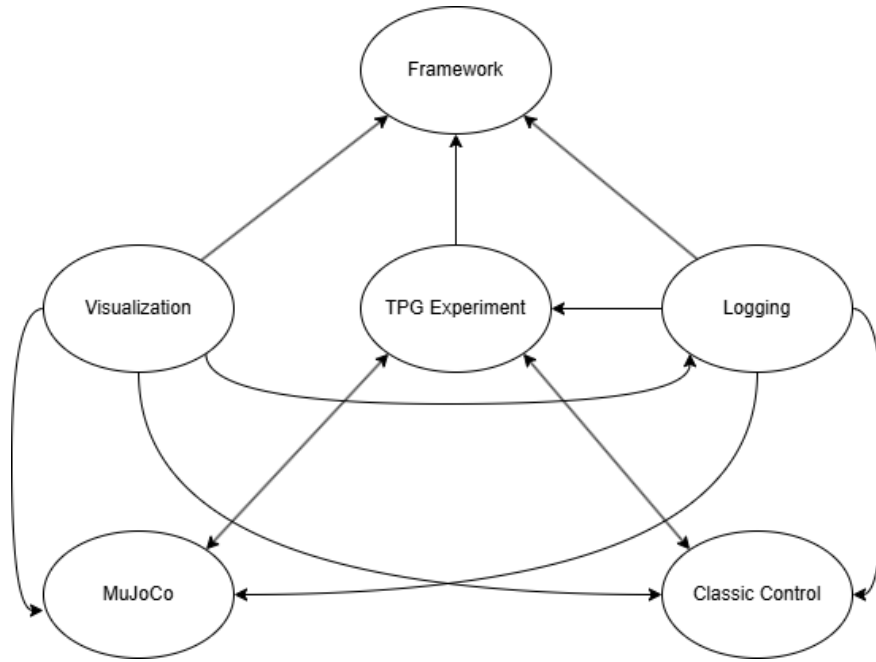 Framework
Visualization
TPG Experiment
Logging
MuJoCo
Classic Control